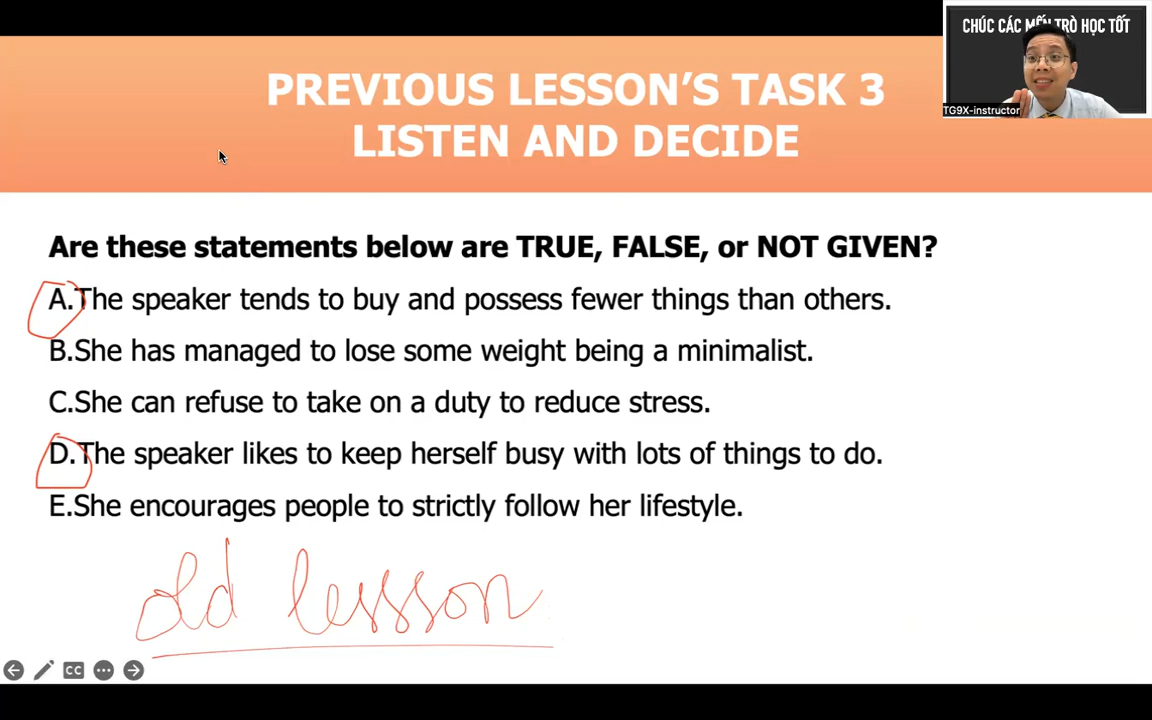 CHÚC CÁC MẾN TRÒ HỌC TỐT
TG9X-instructor
PREVIOUS LESSON'S TASK 3
LISTEN AND DECIDE
Are these statements below are TRUE, FALSE, or NOT GIVEN?
A.The speaker tends to buy and possess fewer things than others.
B.She has managed to lose some weight being a minimalist.
C.She can refuse to take on a duty to reduce stress.
D.The speaker likes to keep herself busy with lots of things to do.
E.She encourages people to strictly follow her lifestyle.
old lessson
CC